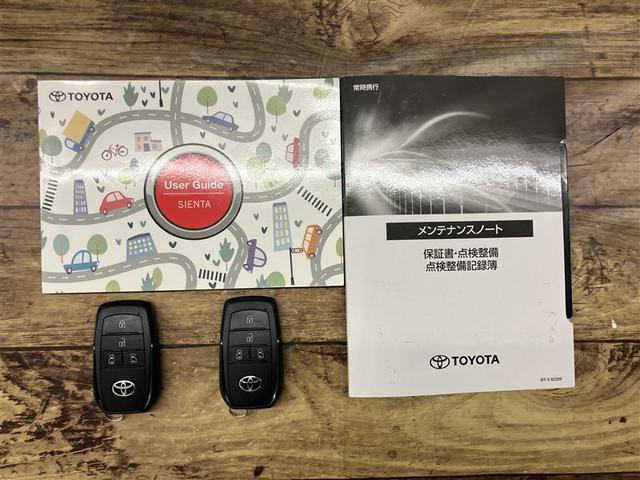 TOYOTA
User Guide
SIENTA
常時携行
メンテナンスノート
保証書・点検整備
点検整備記録簿
TOYOTA